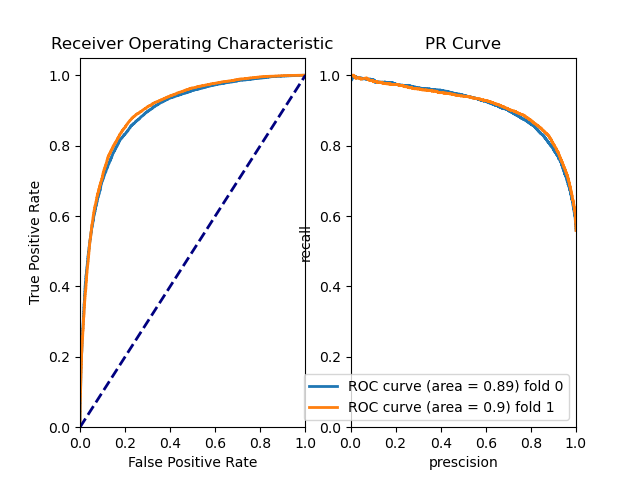 Receiver Operating Characteristic
PR Curve
1.0
0.8
0.6
0.4
0.2
0.0
True Positive Rate
0.0 0.2 0.4 0.6 0.8 1.0
False Positive Rate
1.0
0.8
0.6
0.4
0.2
0.0
recall
ROC curve (area = 0.89) fold 0
ROC curve (area = 0.9) fold 1
0.0 0.2 0.4 0.6 0.8 1.0
prescision